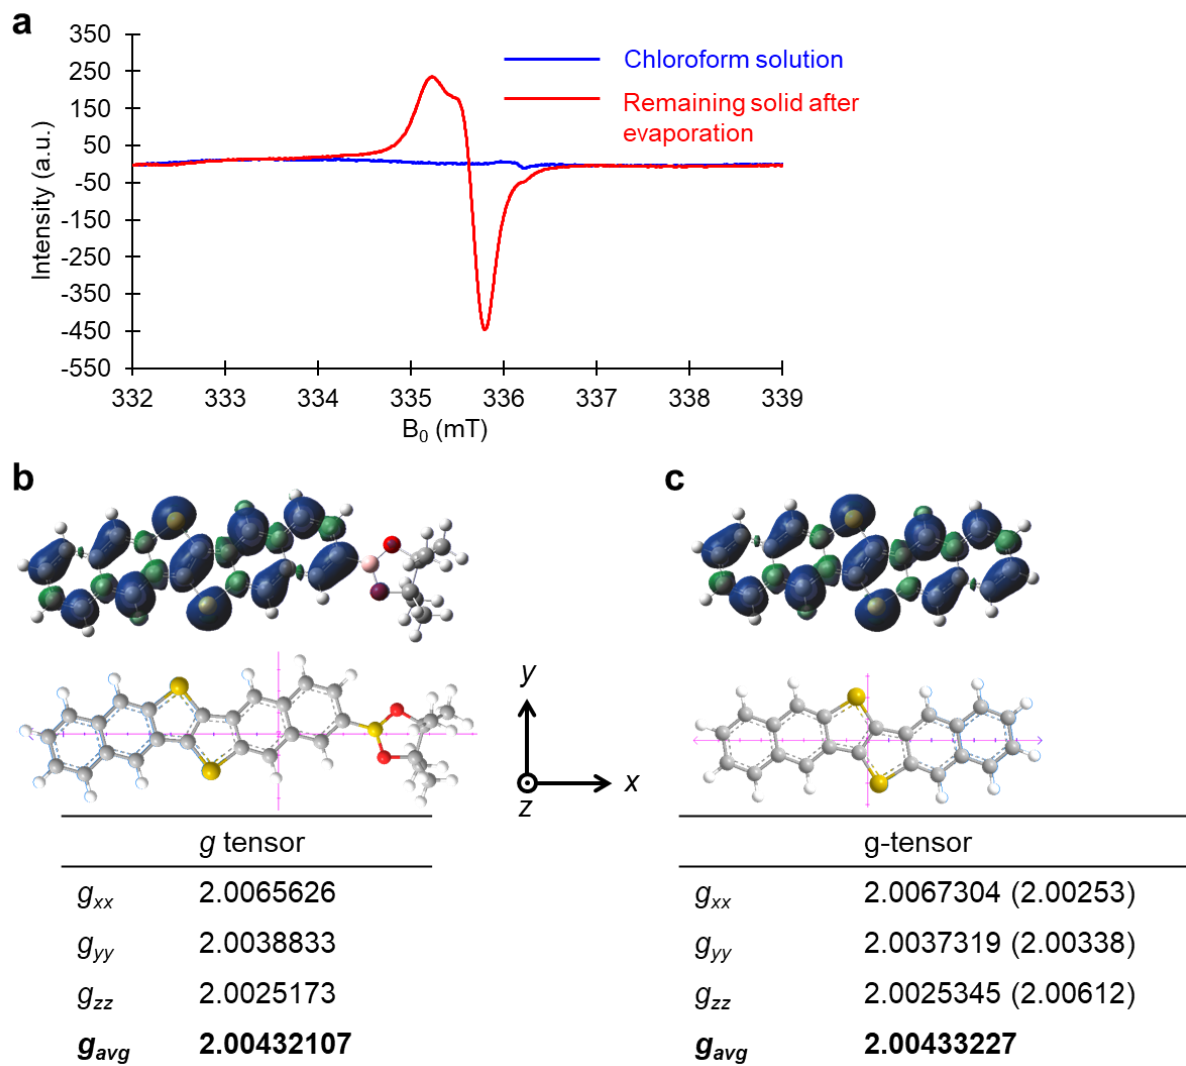 a
350
250
150
50
-50
-150
-250
-350
-450
-550
Intensity (a.u.)
Chloroform solution
Remaining solid after
evaporation
332 333 334 335 336 337 338 339
B₀ (mT)
b
c
y
x
z
g tensor
gxx 2.0065626
gyy 2.0038833
gzz 2.0025173
gavg 2.00432107
g-tensor
gxx 2.0067304 (2.00253)
gyy 2.0037319 (2.00338)
gzz 2.0025345 (2.00612)
gavg 2.00433227